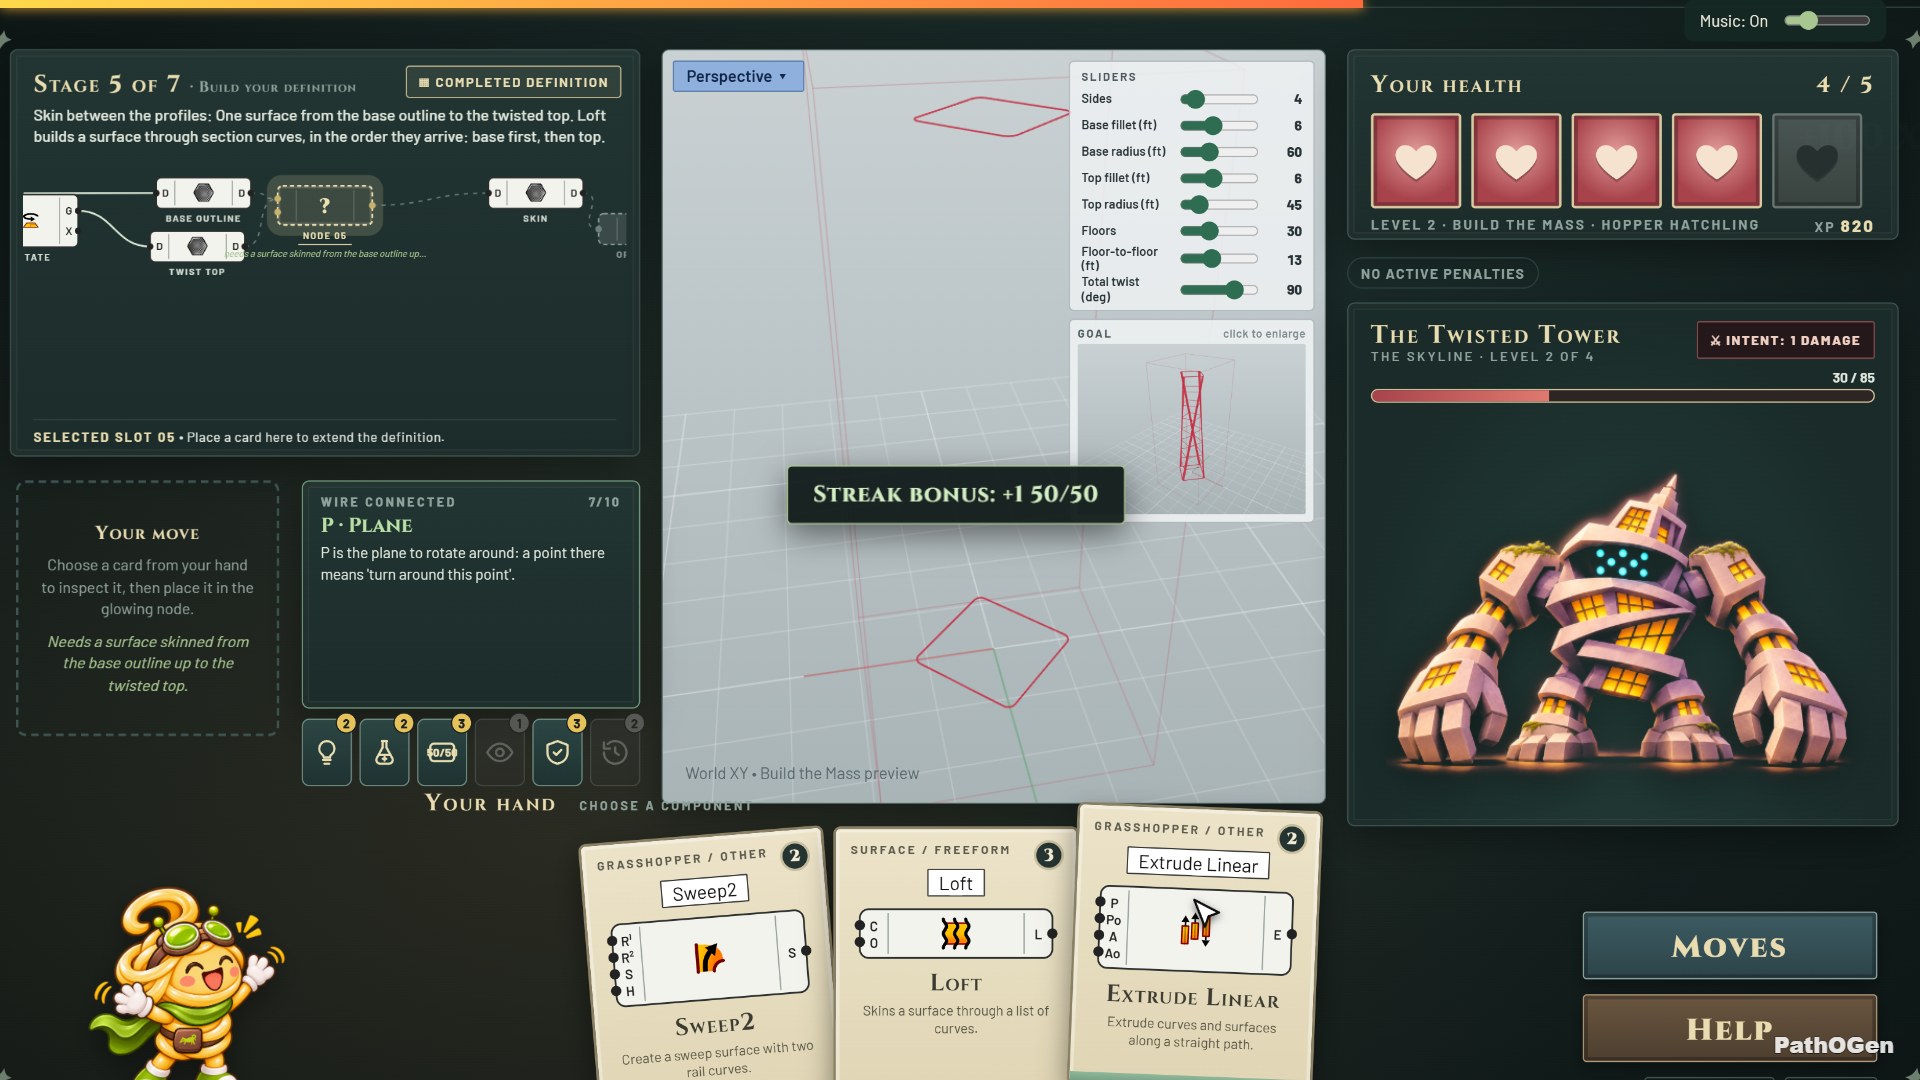 Music: On
STAGE 5 OF 7 · BUILD YOUR DEFINITION
COMPLETED DEFINITION
Skin between the profiles: One surface from the base outline to the twisted top. Loft
builds a surface through section curves, in the order they arrive: base first, then top.
D D
BASE OUTLINE
G
X
TATE
D D
TWIST TOP
?
NODE 05
a surface skinned from the base outline up...
D D
SKIN
SELECTED SLOT 05 • Place a card here to extend the definition.
YOUR MOVE
Choose a card from your hand
to inspect it, then place it in the
glowing node.
Needs a surface skinned from
the base outline up to the
twisted top.
WIRE CONNECTED 7/10
P · PLANE
P is the plane to rotate around: a point there
means 'turn around this point'.
2 2 3 1 3 2
50/50
Perspective ▾
SLIDERS
Sides 4
Base fillet (ft) 6
Base radius (ft) 60
Top fillet (ft) 6
Top radius (ft) 45
Floors 30
Floor-to-floor
(ft) 13
Total twist
(deg) 90
GOAL click to enlarge
STREAK BONUS: +1 50/50
World XY • Build the Mass preview
YOUR HEALTH 4 / 5
LEVEL 2 · BUILD THE MASS · HOPPER HATCHLING XP 820
NO ACTIVE PENALTIES
THE TWISTED TOWER
THE SKYLINE · LEVEL 2 OF 4
INTENT: 1 DAMAGE
30 / 85
YOUR HAND CHOOSE A COMPONENT
GRASSHOPPER / OTHER 2
Sweep2
R¹
R²
S
H
S
SWEEP2
Create a sweep surface with two
rail curves.
SURFACE / FREEFORM 3
Loft
C
O
L
LOFT
Skins a surface through a list of
curves.
GRASSHOPPER / OTHER 2
Extrude Linear
P
Po
A
Ao
E
EXTRUDE LINEAR
Extrude curves and surfaces
along a straight path.
MOVES
HELP
PathOGen